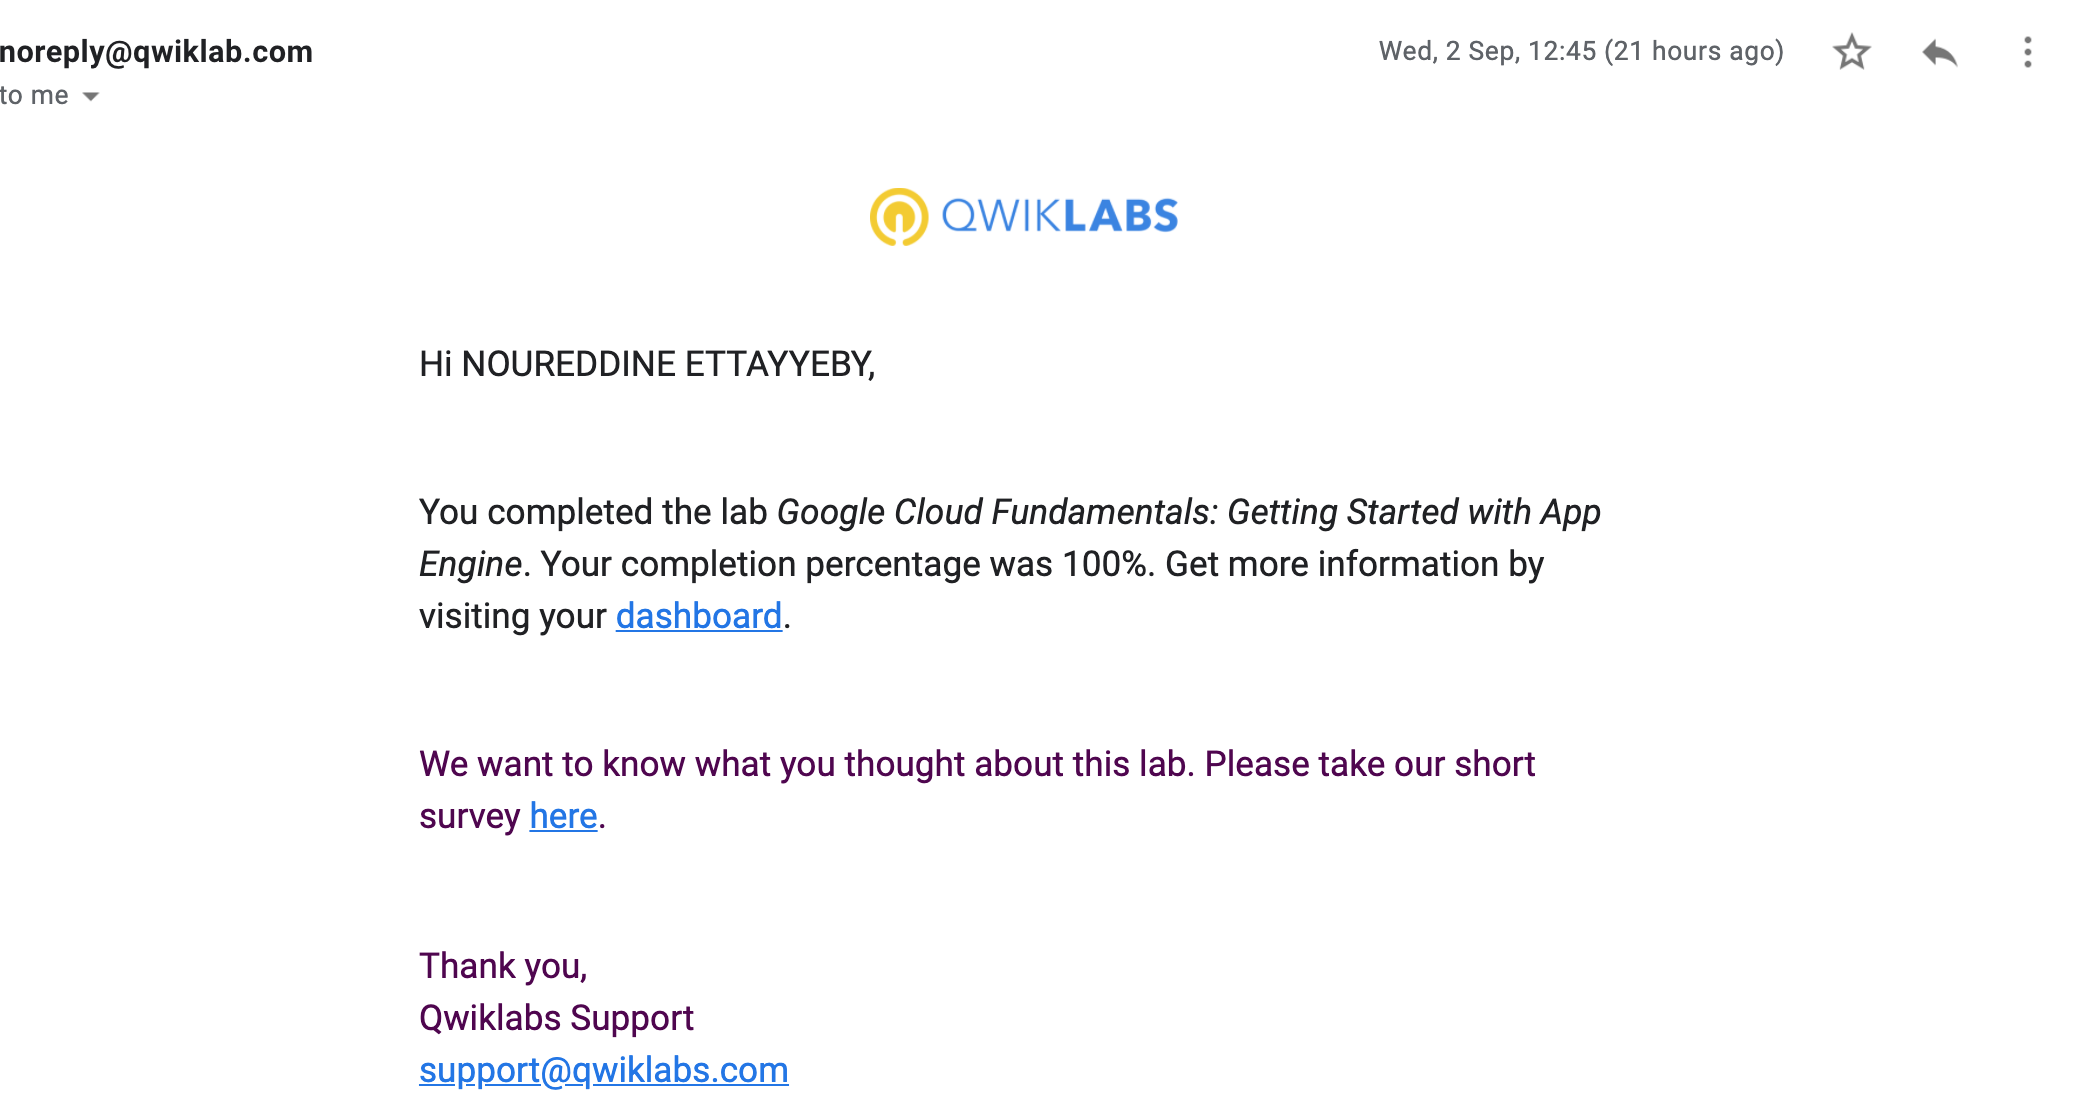 noreply@qwiklab.com
Wed, 2 Sep, 12:45 (21 hours ago)
to me
QWIKLABS
Hi NOUREDDINE ETTAYYEBY,
You completed the lab Google Cloud Fundamentals: Getting Started with App
Engine. Your completion percentage was 100%. Get more information by
visiting your dashboard.
We want to know what you thought about this lab. Please take our short
survey here.
Thank you,
Qwiklabs Support
support@qwiklabs.com